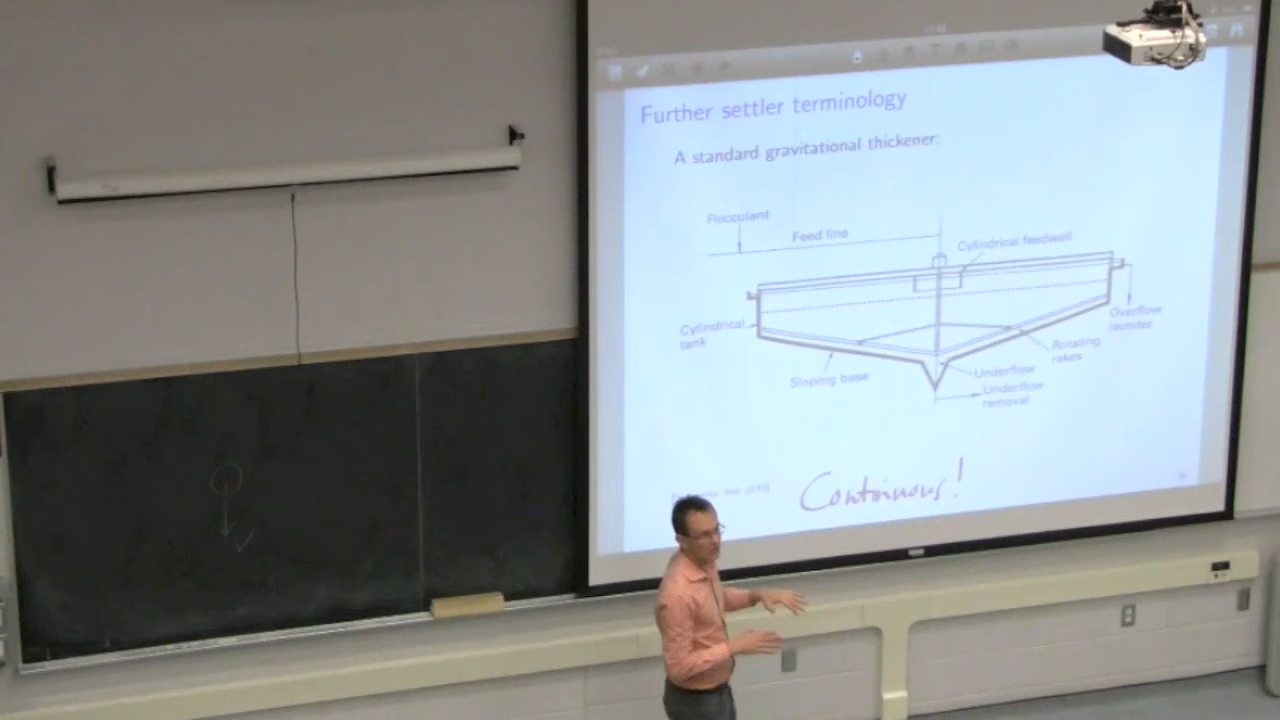 Further settler terminology
A standard gravitational thickener:
Flocculant
Feed line
Cylindrical feedwell
Cylindrical
tank
Overflow
launder
Rotating
rakes
Sloping base
Underflow
Underflow
removal
Continuous!
v